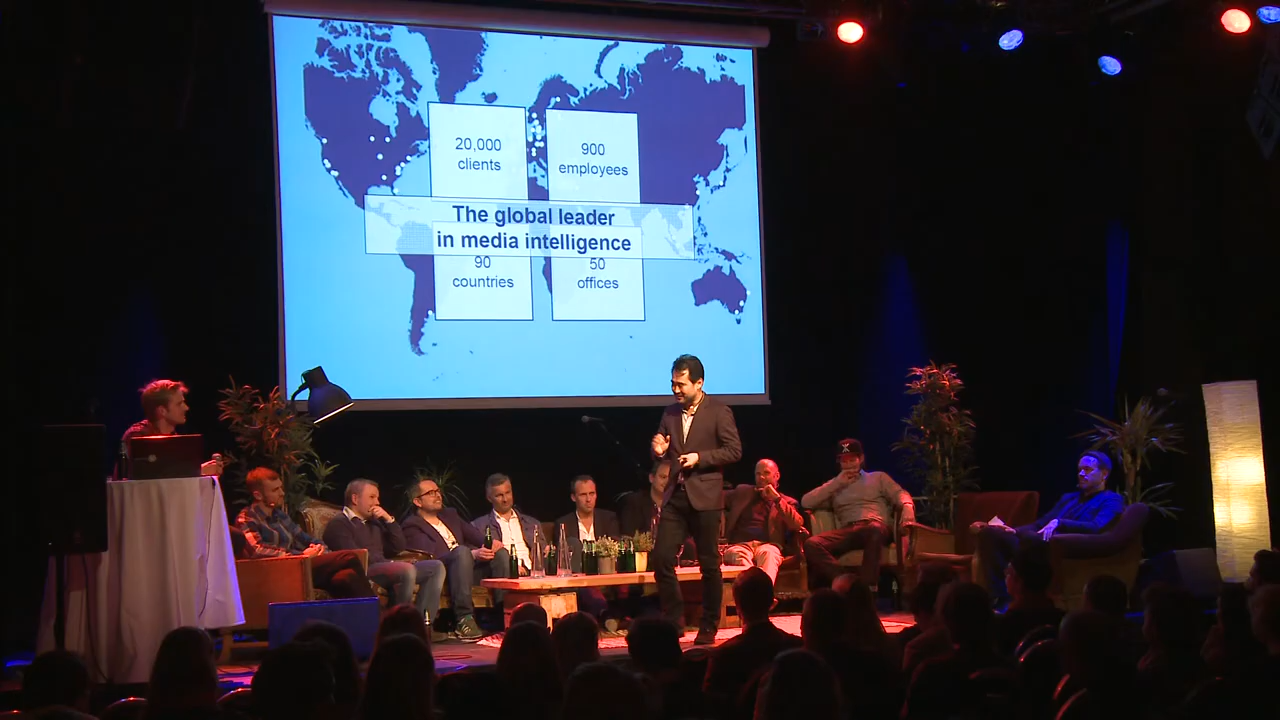 20,000
clients
900
employees
The global leader
in media intelligence
90
countries
50
offices